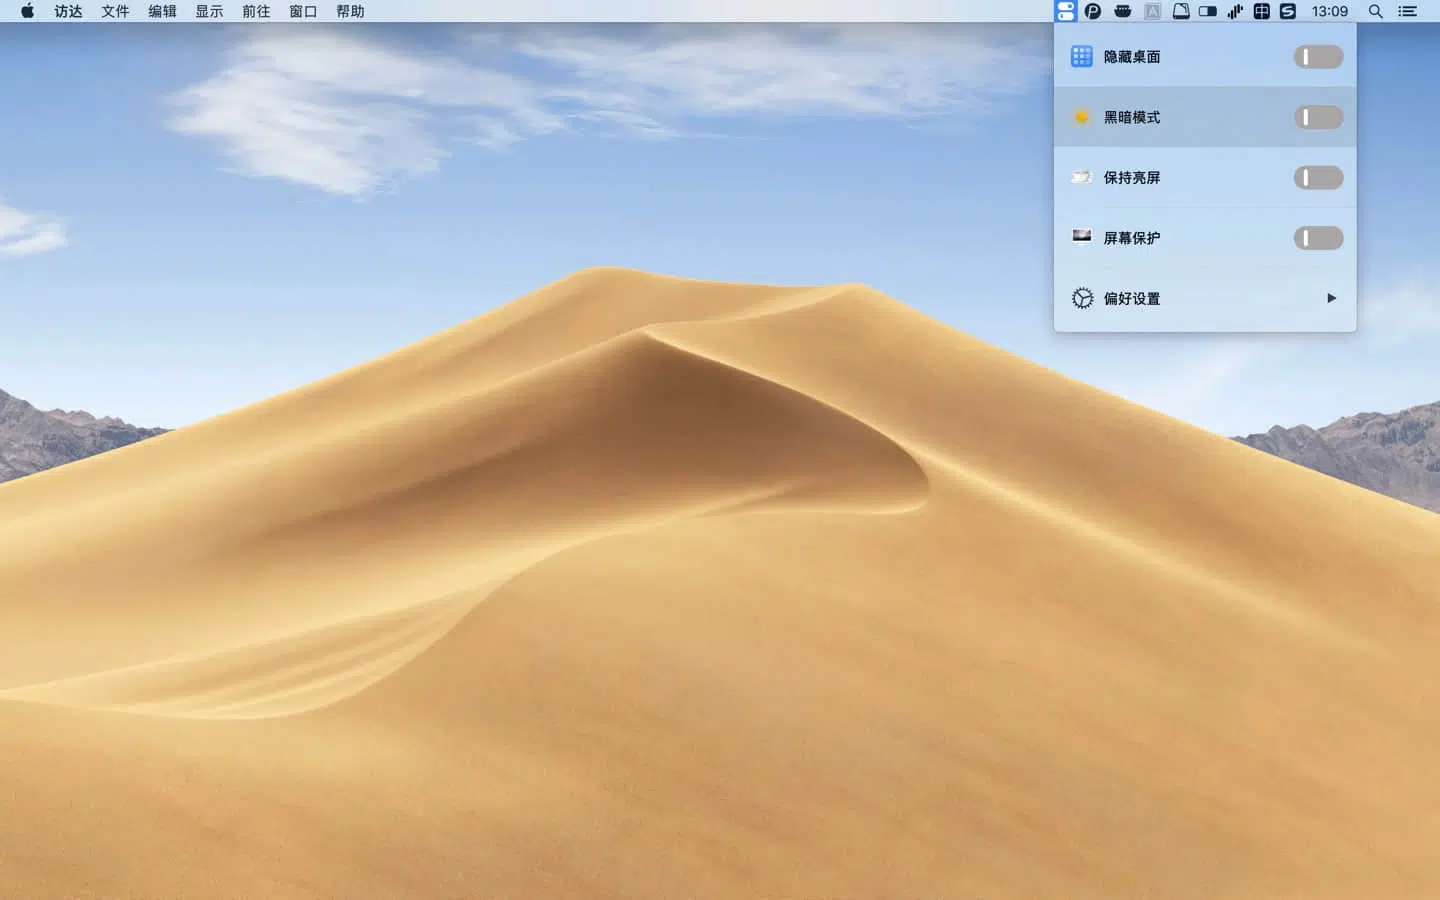 访达 文件 编辑 显示 前往 窗口 帮助 中 13:09
隐藏桌面
黑暗模式
保持亮屏
屏幕保护
偏好设置